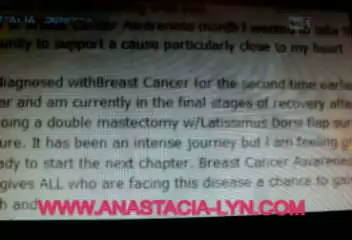 Cancer Awareness month I wanted to take
unity to support a cause particularly close to my heart
diagnosed withBreast Cancer for the second time earlie
ar and am currently in the final stages of recovery afte
oing a double mastectomy w/Latissimus Dorsi flap sur
ure. It has been an intense journey but I am feeling g
ady to start the next chapter. Breast Cancer Awarenes
gives ALL who are facing this disease a chance to gai
h and
WWW.ANASTACIA-LYN.COM